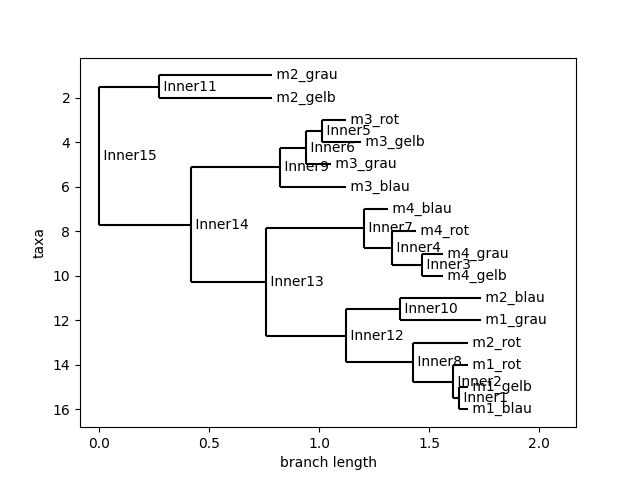 m2_grau
Inner11
2
m2_gelb
m3_rot
Inner5
4
m3_gelb
Inner6
m3_grau
Inner15
Inner9
6
m3_blau
m4_blau
Inner14
Inner7
8
m4_rot
taxa
Inner4
m4_grau
Inner3
10
m4_gelb
Inner13
m2_blau
Inner10
12
m1_grau
Inner12
m2_rot
Inner8
14
m1_rot
Inner2
m1_gelb
Inner1
16
m1_blau
0.0 0.5 1.0 1.5 2.0
branch length